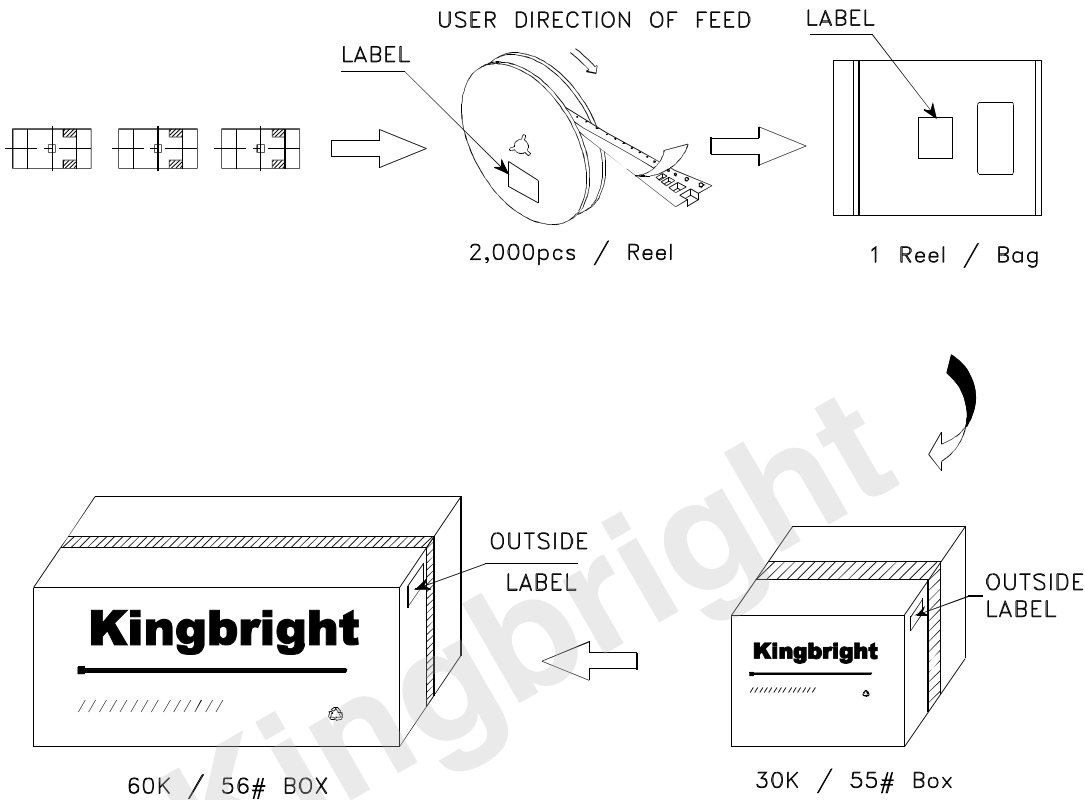 USER DIRECTION OF FEED
LABEL
LABEL
2,000pcs / Reel
1 Reel / Bag
OUTSIDE
LABEL
OUTSIDE
LABEL
Kingbright
Kingbright
60K / 56# BOX
30K / 55# Box
Kingbright